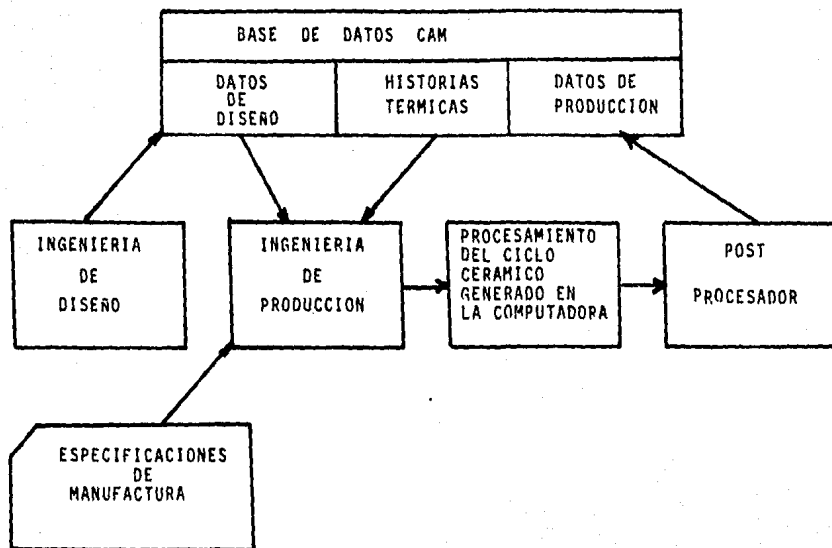 BASE DE DATOS CAM
DATOS
DE
DISEÑO
HISTORIAS
TERMICAS
DATOS DE
PRODUCCION
INGENIERIA
DE
DISEÑO
INGENIERIA
DE
PRODUCCION
PROCESAMIENTO
DEL CICLO
CERAMICO
GENERADO EN
LA COMPUTADORA
POST
PROCESADOR
ESPECIFICACIONES
DE
MANUFACTURA